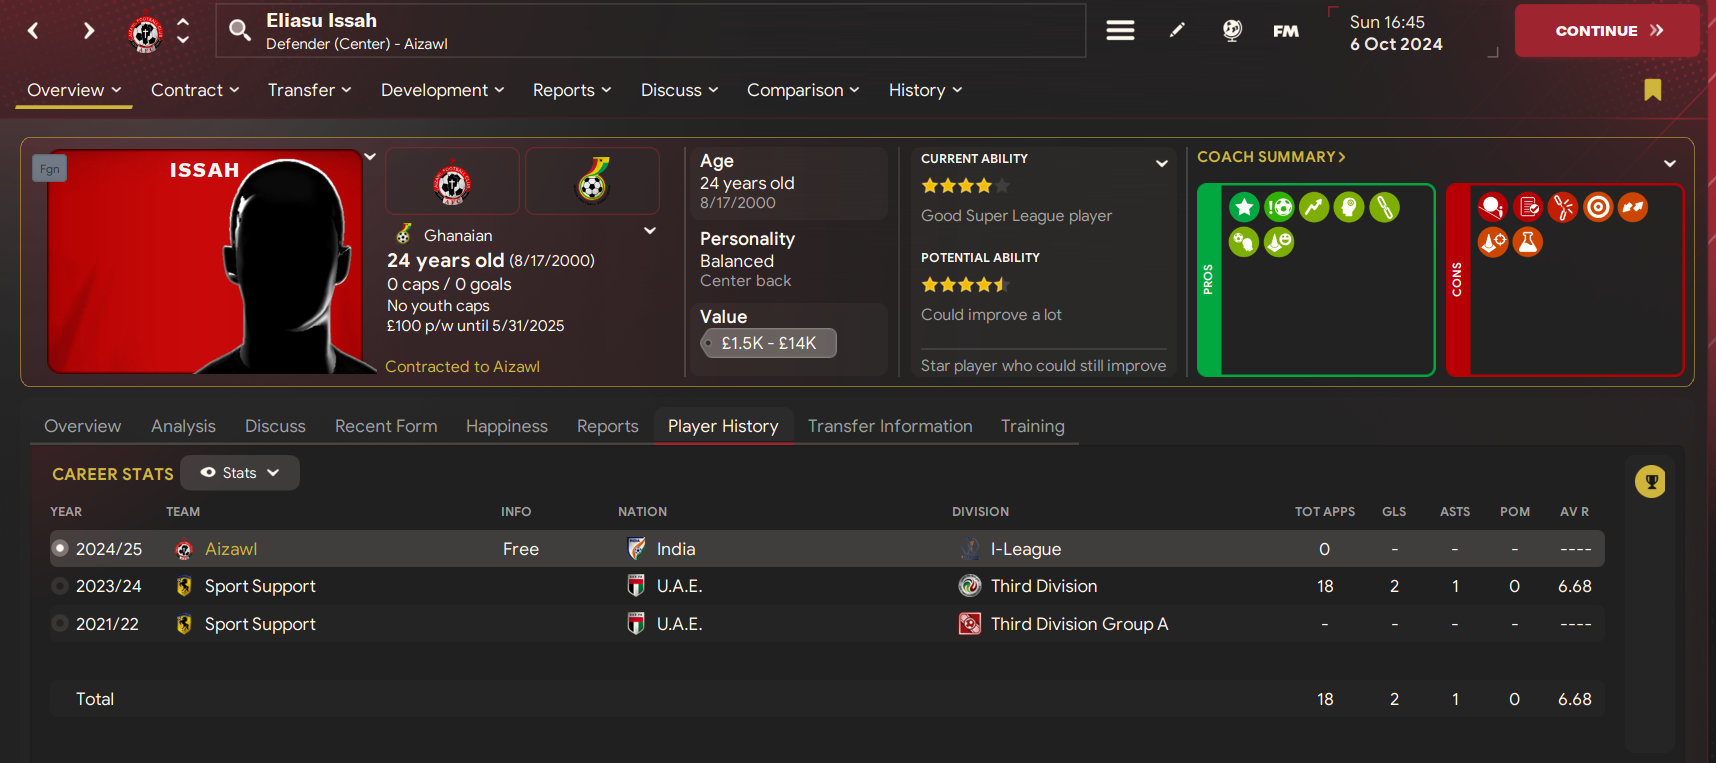 Eliasu Issah
Defender (Center) - Aizawl
FM
Sun 16:45
6 Oct 2024
CONTINUE
Overview
Contract
Transfer
Development
Reports
Discuss
Comparison
History
Fgn
ISSAH
Ghanaian
24 years old (8/17/2000)
0 caps / 0 goals
No youth caps
£100 p/w until 5/31/2025
Contracted to Aizawl
Age
24 years old
8/17/2000
Personality
Balanced
Center back
Value
£1.5K - £14K
CURRENT ABILITY
Good Super League player
POTENTIAL ABILITY
Could improve a lot
Star player who could still improve
COACH SUMMARY
PROS
CONS
Overview Analysis Discuss Recent Form Happiness Reports Player History Transfer Information Training
CAREER STATS Stats
YEAR TEAM INFO NATION DIVISION TOT APPS GLS ASTS POM AV R
2024/25 Aizawl Free India I-League 0 - - - ----
2023/24 Sport Support U.A.E. Third Division 18 2 1 0 6.68
2021/22 Sport Support U.A.E. Third Division Group A - - - - ----
Total 18 2 1 0 6.68